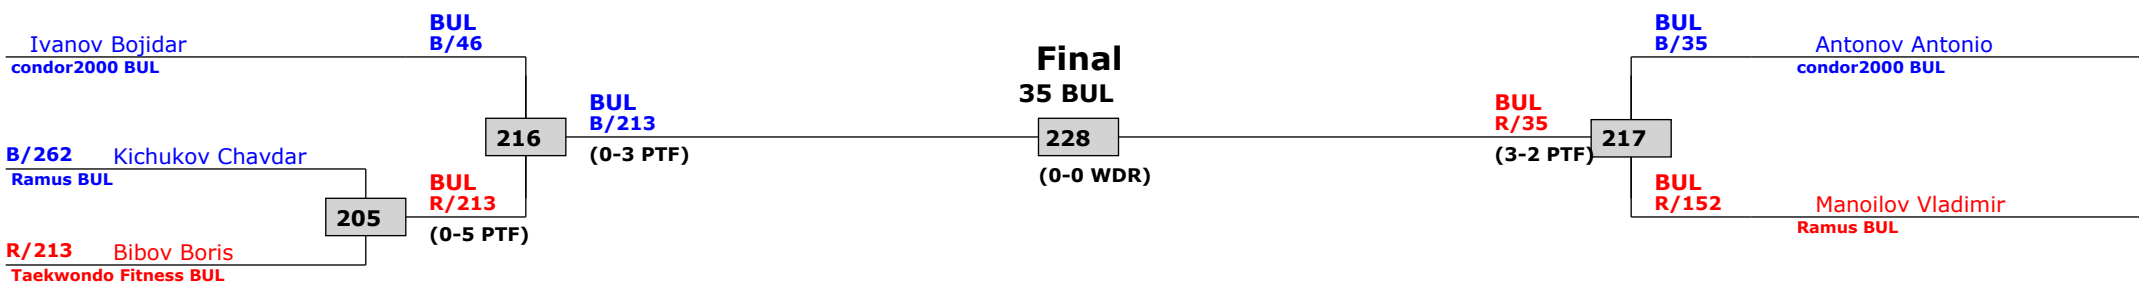 BUL
B/46
Ivanov Bojidar
condor2000 BUL
B/262 Kichukov Chavdar
Ramus BUL
R/213 Bibov Boris
Taekwondo Fitness BUL
205
BUL
R/213
(0-5 PTF)
216
BUL
B/213
(0-3 PTF)
Final
35 BUL
228
(0-0 WDR)
BUL
R/35
(3-2 PTF)
217
BUL
B/35 Antonov Antonio
condor2000 BUL
BUL
R/152 Manoilov Vladimir
Ramus BUL